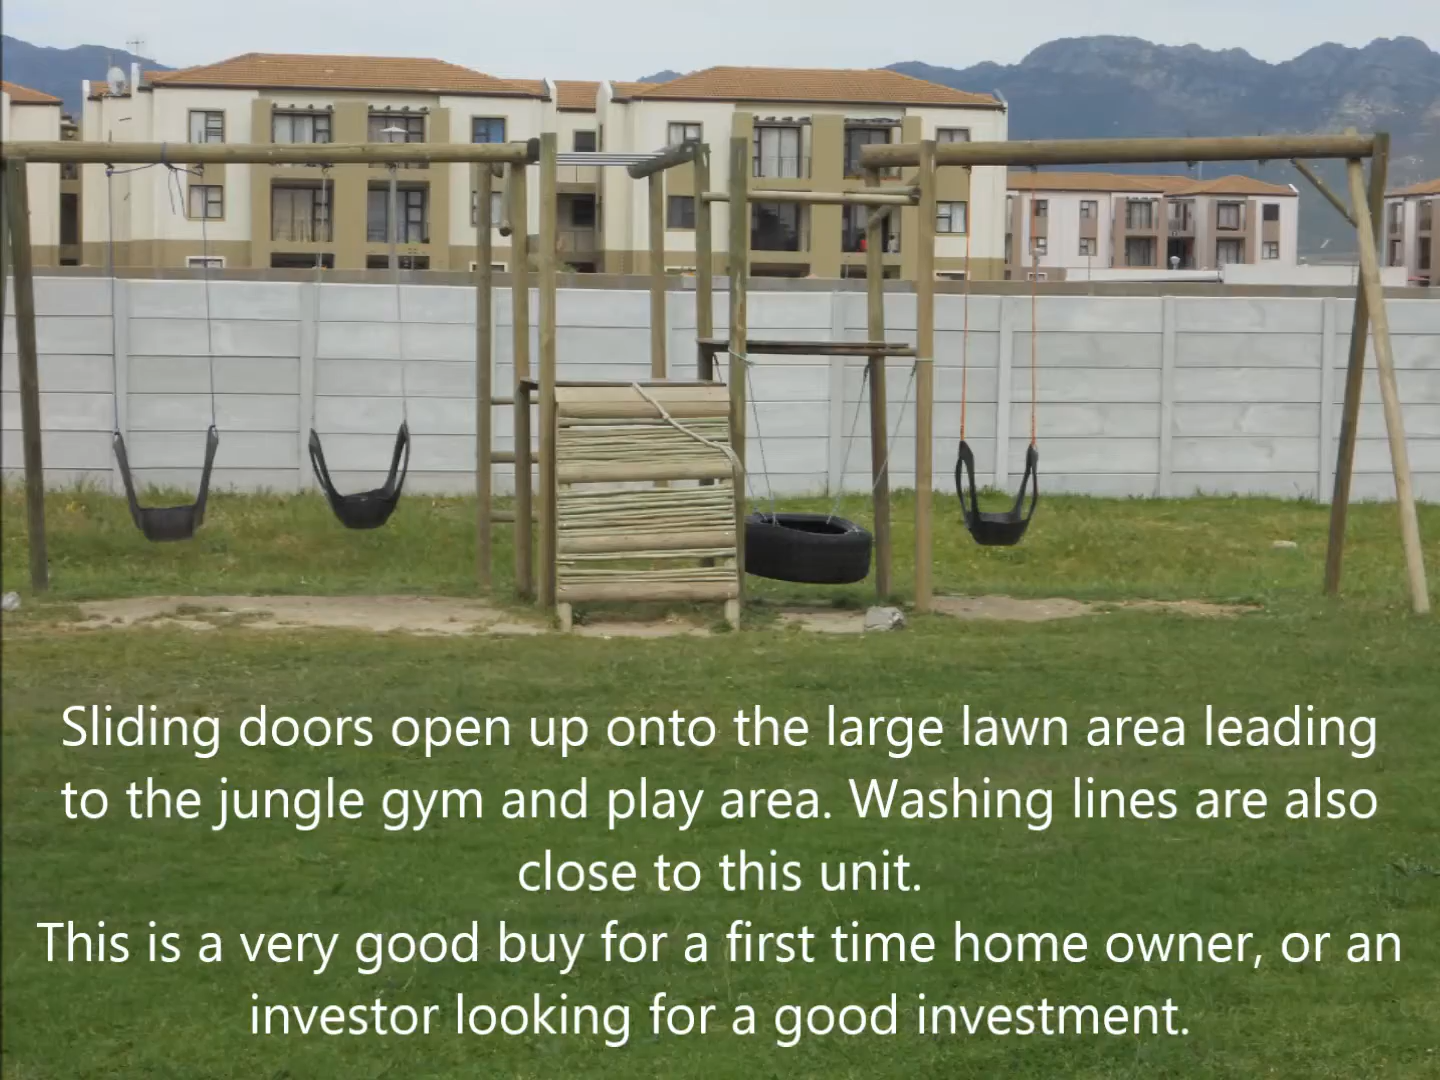 Sliding doors open up onto the large lawn area leading
to the jungle gym and play area. Washing lines are also
close to this unit.
This is a very good buy for a first time home owner, or an
investor looking for a good investment.